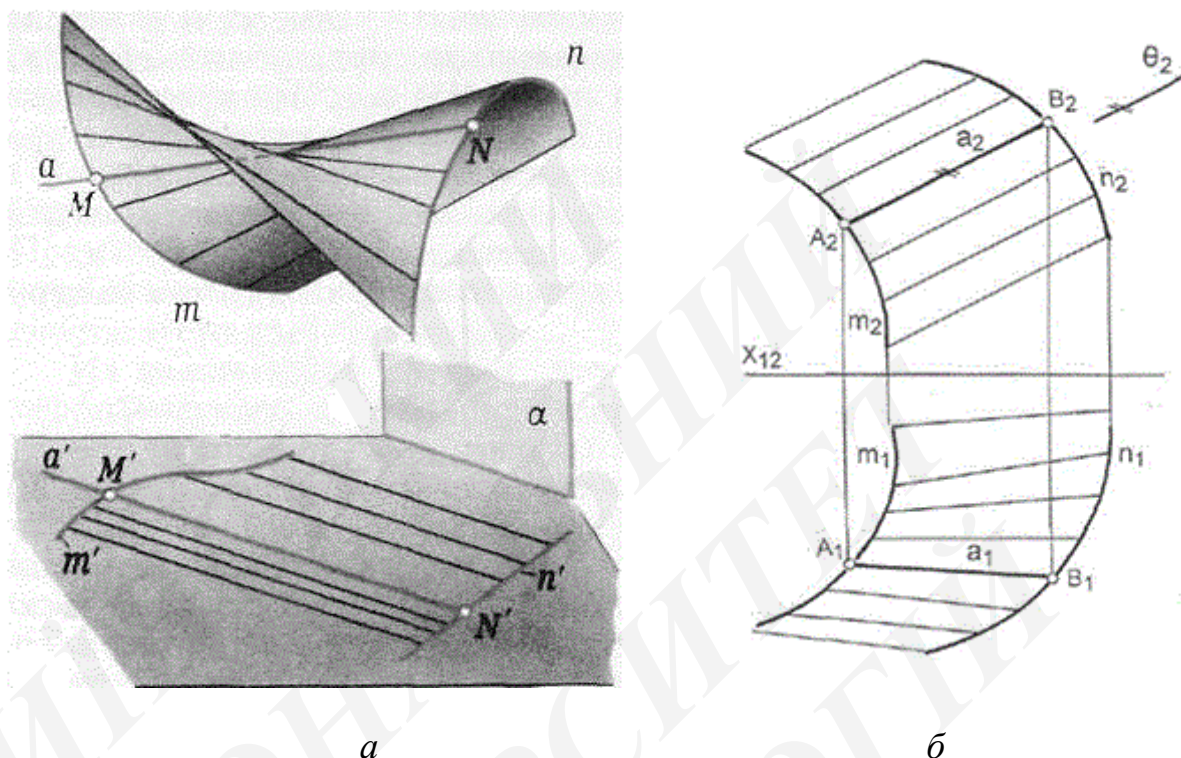 n
a
M
N
m
α
a′
M′
m′
n′
N′
а
θ₂
B₂
a₂
n₂
A₂
m₂
X₁₂
m₁
n₁
A₁
a₁
B₁
б